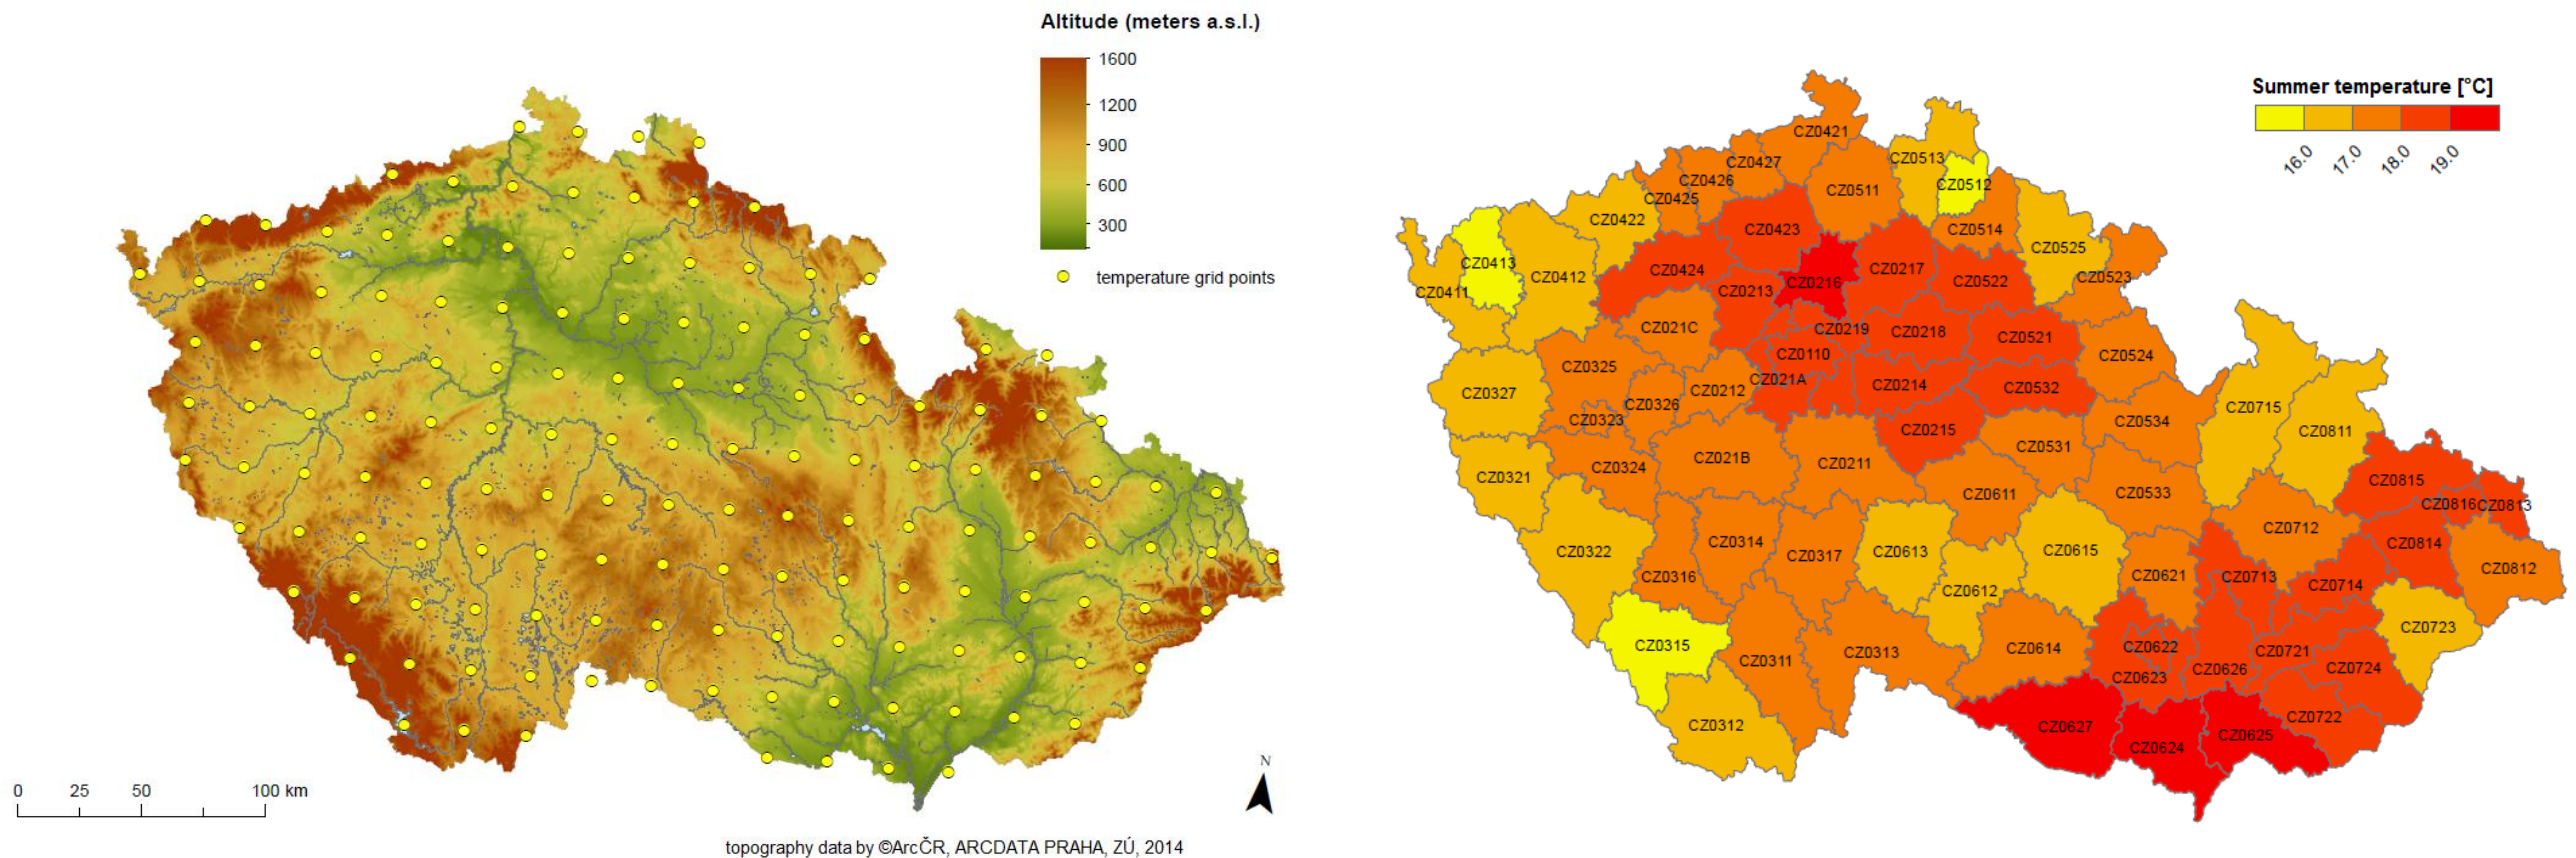 Altitude (meters a.s.l.)
1600
1200
900
600
300
temperature grid points
0 25 50 100 km
N
topography data by ©ArcČR, ARCDATA PRAHA, ZÚ, 2014
Summer temperature [°C]
16.0 17.0 18.0 19.0
CZ0421
CZ0427
CZ0513
CZ0426
CZ0512
CZ0511
CZ0425
CZ0422
CZ0423
CZ0514
CZ0525
CZ0413
CZ0424
CZ0217
CZ0412
CZ0523
CZ0216
CZ0522
CZ0411
CZ0213
CZ021C
CZ0219
CZ0218
CZ0521
CZ0110
CZ0524
CZ0325
CZ021A
CZ0214
CZ0532
CZ0327
CZ0212
CZ0326
CZ0715
CZ0323
CZ0534
CZ0215
CZ0811
CZ0531
CZ021B
CZ0211
CZ0324
CZ0321
CZ0815
CZ0611
CZ0533
CZ0816
CZ0813
CZ0712
CZ0314
CZ0814
CZ0322
CZ0613
CZ0615
CZ0317
CZ0812
CZ0316
CZ0621
CZ0713
CZ0714
CZ0612
CZ0723
CZ0315
CZ0614
CZ0622
CZ0721
CZ0313
CZ0311
CZ0724
CZ0626
CZ0623
CZ0722
CZ0312
CZ0627
CZ0625
CZ0624